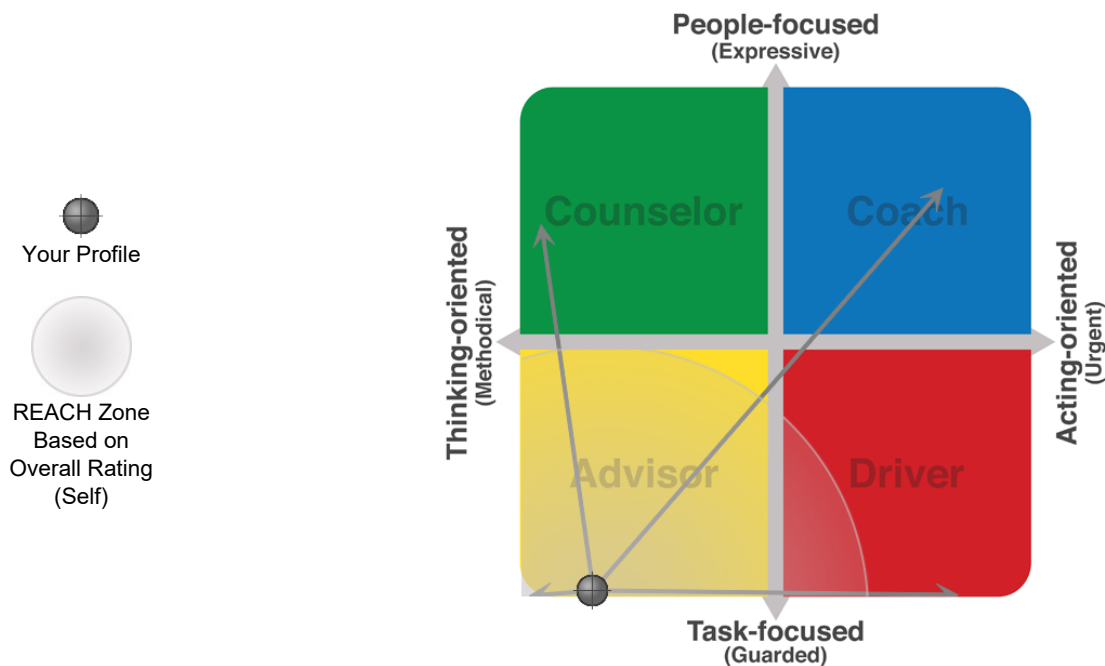 People-focused
(Expressive)
Your Profile
REACH Zone
Based on
Overall Rating
(Self)
Thinking-oriented
(Methodical)
Counselor
Coach
Advisor
Driver
Acting-oriented
(Urgent)
Task-focused
(Guarded)